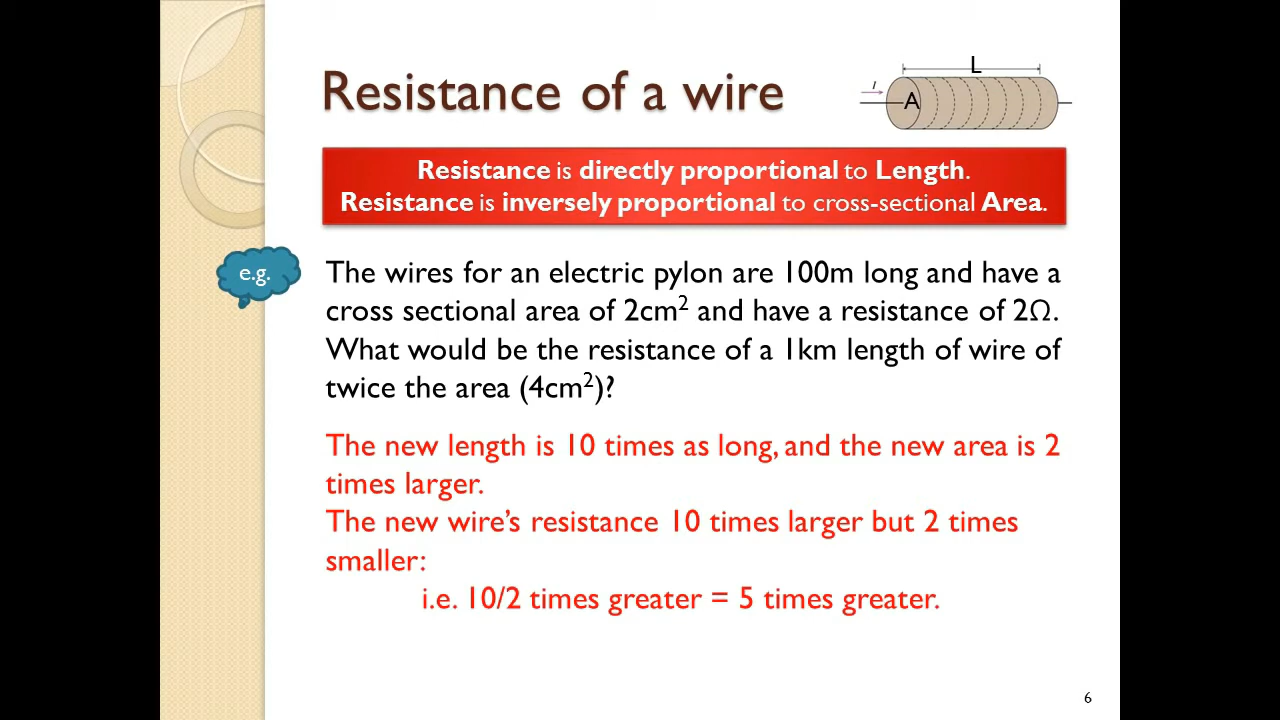 Resistance of a wire
L
I
A
Resistance is directly proportional to Length.
Resistance is inversely proportional to cross-sectional Area.
e.g.
The wires for an electric pylon are 100m long and have a
cross sectional area of 2cm² and have a resistance of 2Ω.
What would be the resistance of a 1km length of wire of
twice the area (4cm²)?
The new length is 10 times as long, and the new area is 2
times larger.
The new wire’s resistance 10 times larger but 2 times
smaller:
i.e. 10/2 times greater = 5 times greater.
6